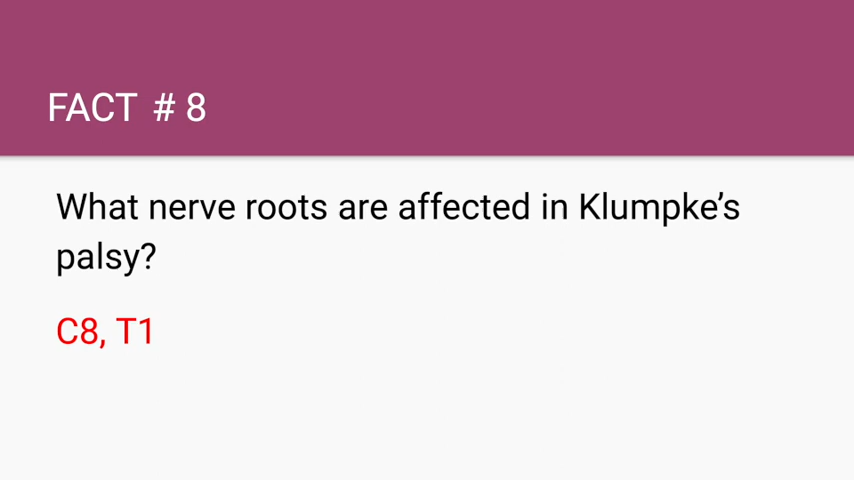 FACT # 8
What nerve roots are affected in Klumpke’s
palsy?
C8, T1